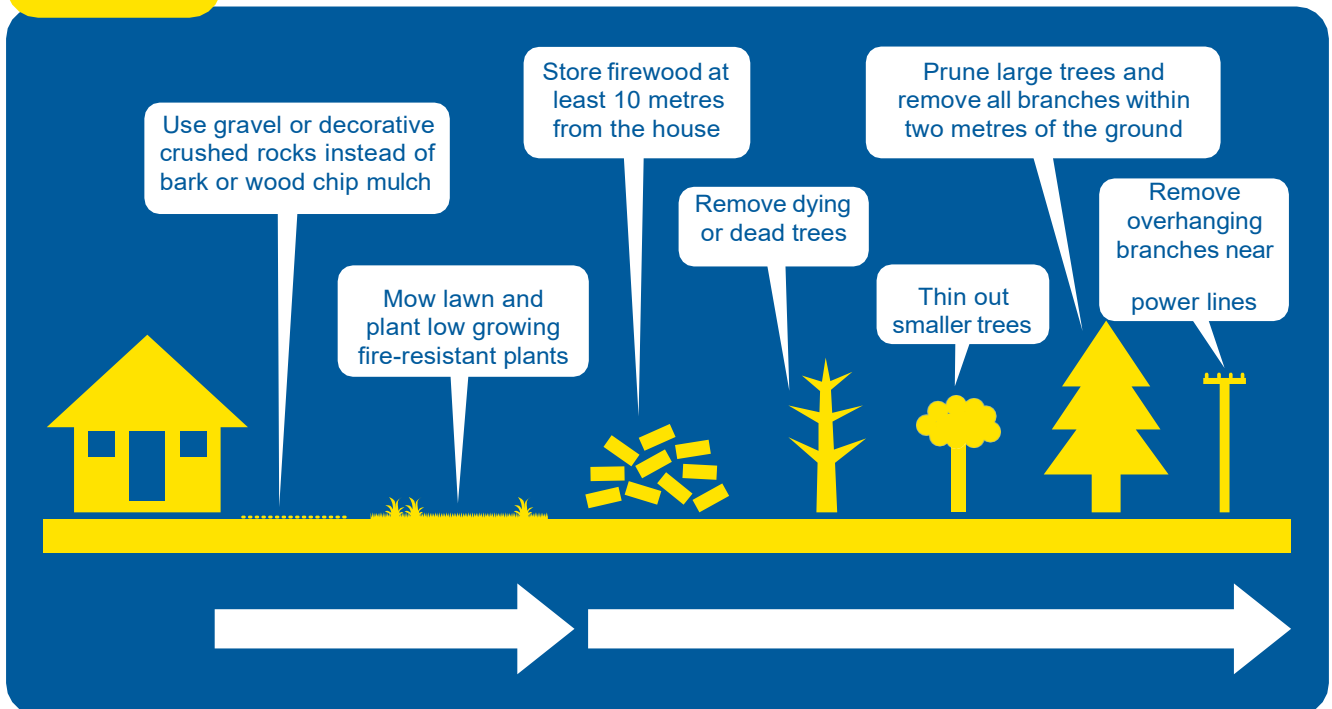 Use gravel or decorative
crushed rocks instead of
bark or wood chip mulch
Mow lawn and
plant low growing
fire-resistant plants
Store firewood at
least 10 metres
from the house
Remove dying
or dead trees
Thin out
smaller trees
Prune large trees and
remove all branches within
two metres of the ground
Remove
overhanging
branches near
power lines